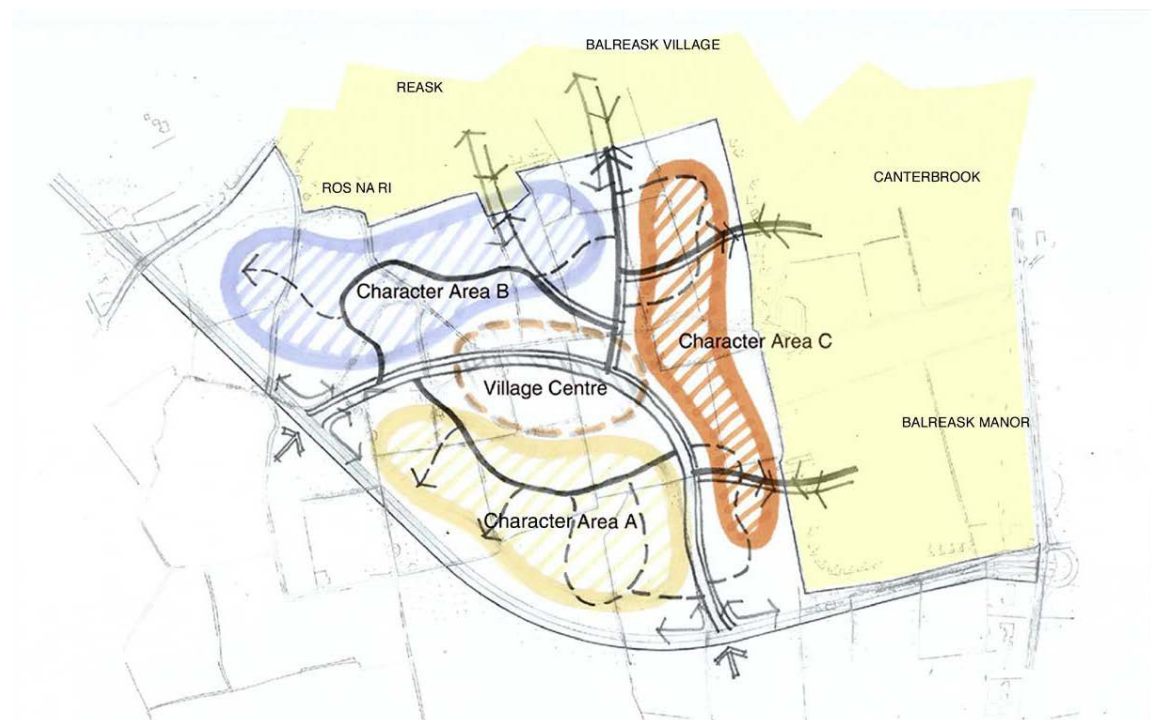 BALREASK VILLAGE
REASK
CANTERBROOK
ROS NA RI
Character Area B
Character Area C
Village Centre
BALREASK MANOR
Character Area A